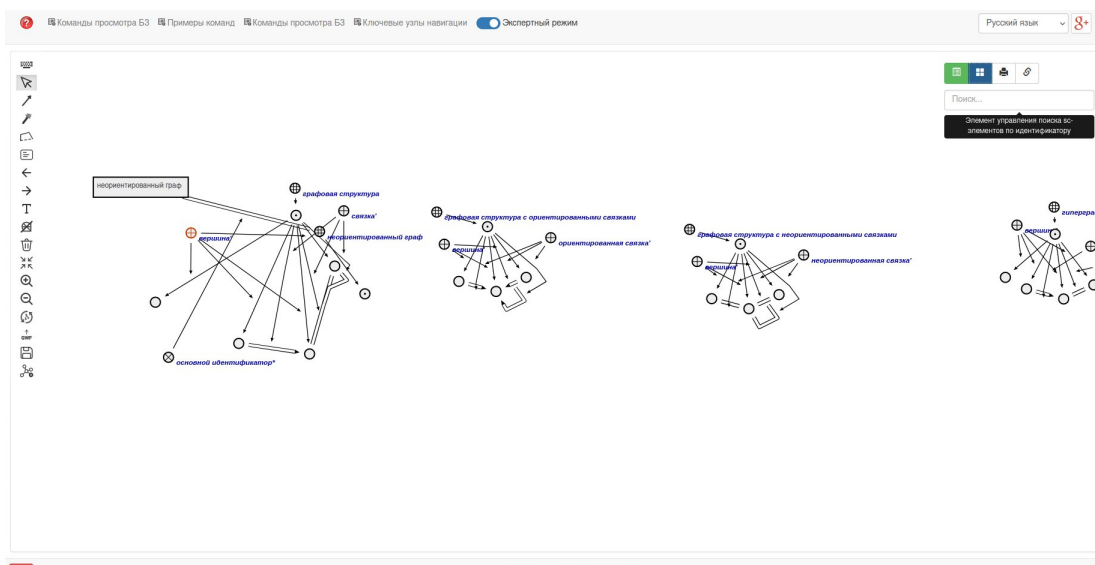 Команды просмотра БЗ Примеры команд Команды просмотра БЗ Ключевые узлы навигации Экспертный режим
Русский язык
g+
Поиск...
Элемент управления поиска sc-
элементов по идентификатору
T
GWF
неориентированный граф
графовая структура
связка'
вершина'
неориентированный граф
основной идентификатор*
графовая структура с ориентированными связками
вершина'
ориентированная связка'
графовая структура с неориентированными связками
вершина'
неориентированная связка'
гиперграф
вершина'